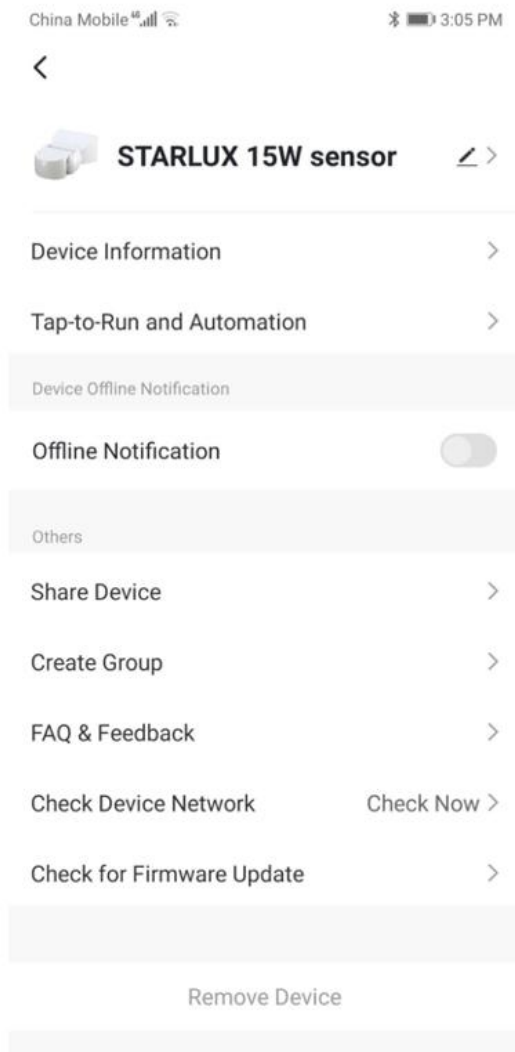 China Mobile 4G 3:05 PM
STARLUX 15W sensor
Device Information
Tap-to-Run and Automation
Device Offline Notification
Offline Notification
Others
Share Device
Create Group
FAQ & Feedback
Check Device Network Check Now
Check for Firmware Update
Remove Device